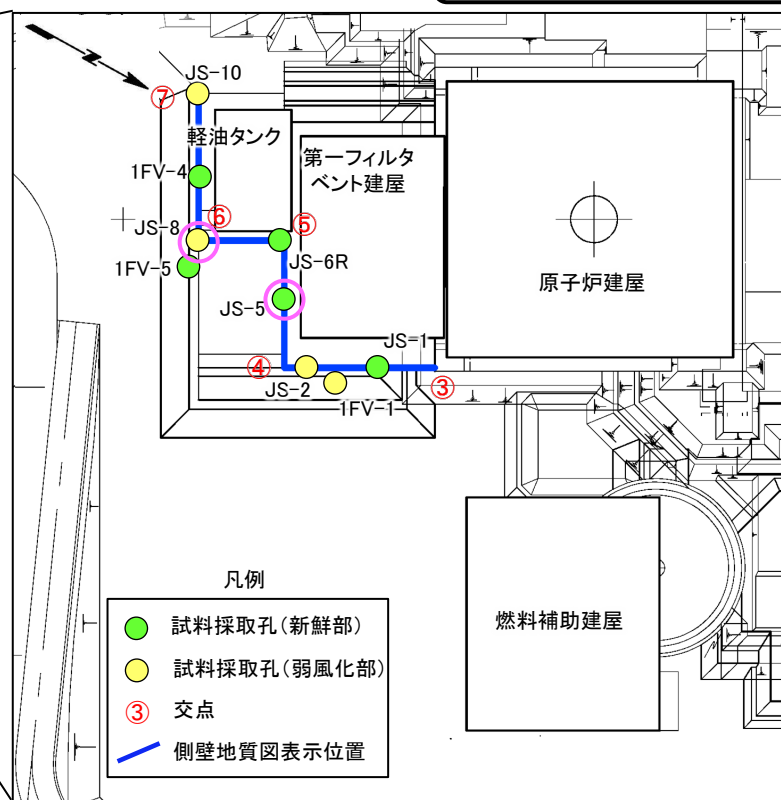 N
JS-10
⑦
軽油タンク
第一フィルタ
ベント建屋
1FV-4
⑥
⑤
JS-8
JS-6R
1FV-5
原子炉建屋
JS-5
JS-1
④
③
JS-2
1FV-1
凡例
試料採取孔(新鮮部)
試料採取孔(弱風化部)
③ 交点
側壁地質図表示位置
燃料補助建屋